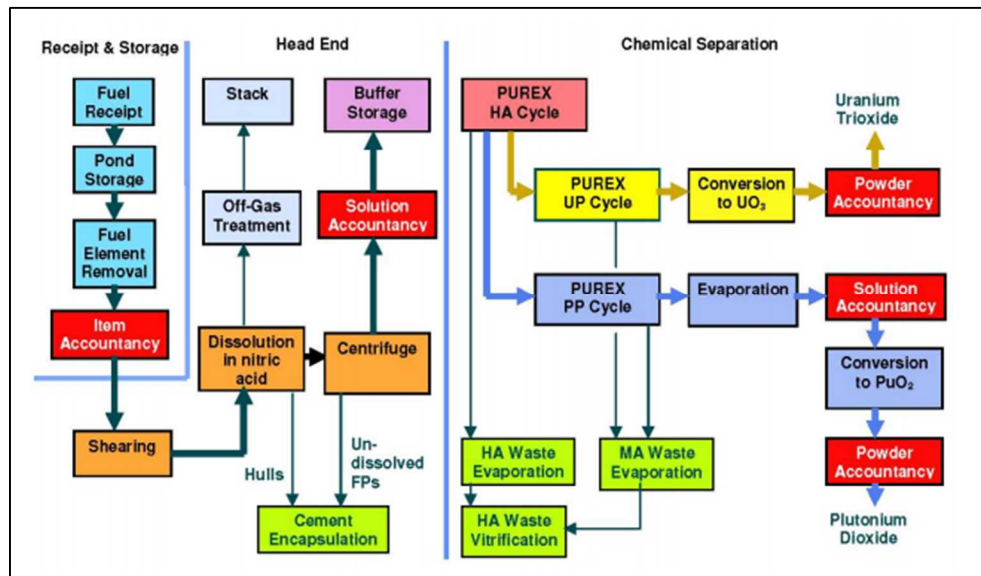 Receipt & Storage
Head End
Chemical Separation
Fuel
Receipt
Pond
Storage
Fuel
Element
Removal
Item
Accountancy
Shearing
Stack
Off-Gas
Treatment
Dissolution
in nitric
acid
Buffer
Storage
Solution
Accountancy
Centrifuge
Hulls
Un-
dissolved
FPs
Cement
Encapsulation
PUREX
HA Cycle
PUREX
UP Cycle
Conversion
to UO₃
Powder
Accountancy
Uranium
Trioxide
PUREX
PP Cycle
Evaporation
Solution
Accountancy
Conversion
to PuO₂
Powder
Accountancy
Plutonium
Dioxide
HA Waste
Evaporation
MA Waste
Evaporation
HA Waste
Vitrification